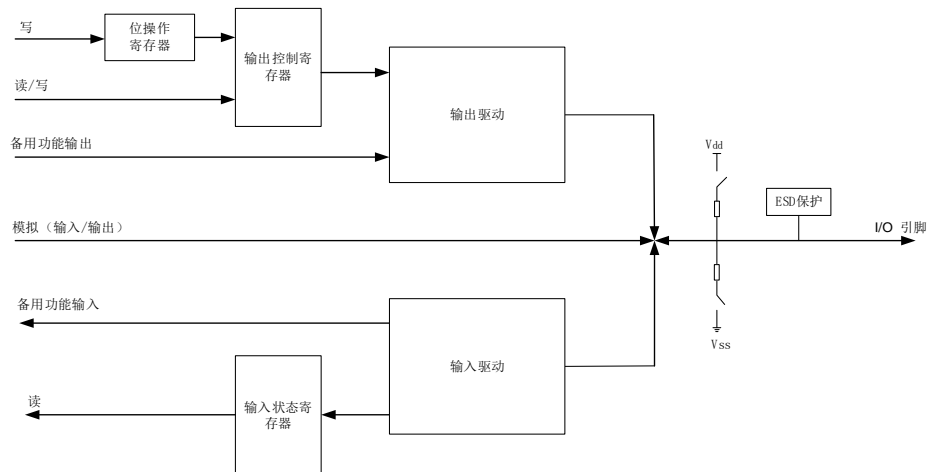 写
位操作
寄存器
输出控制寄
存器
读/写
输出驱动
备用功能输出
Vdd
ESD保护
模拟（输入/输出）
I/O 引脚
备用功能输入
Vss
输入驱动
读
输入状态寄
存器